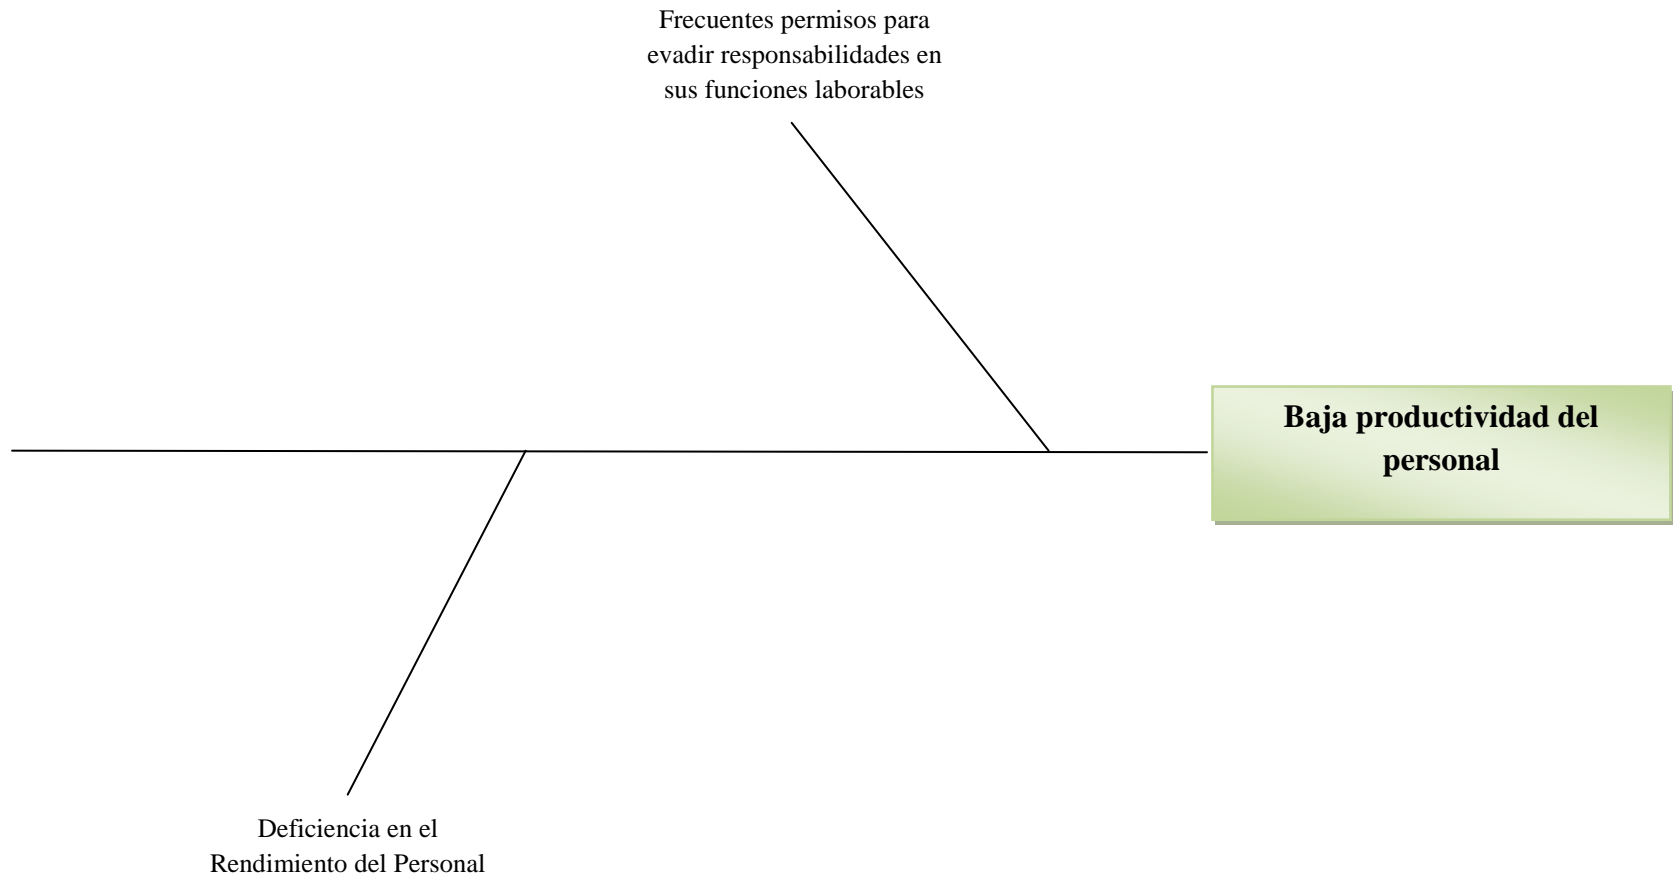 Frecuentes permisos para
evadir responsabilidades en
sus funciones laborables
Baja productividad del
personal
Deficiencia en el
Rendimiento del Personal